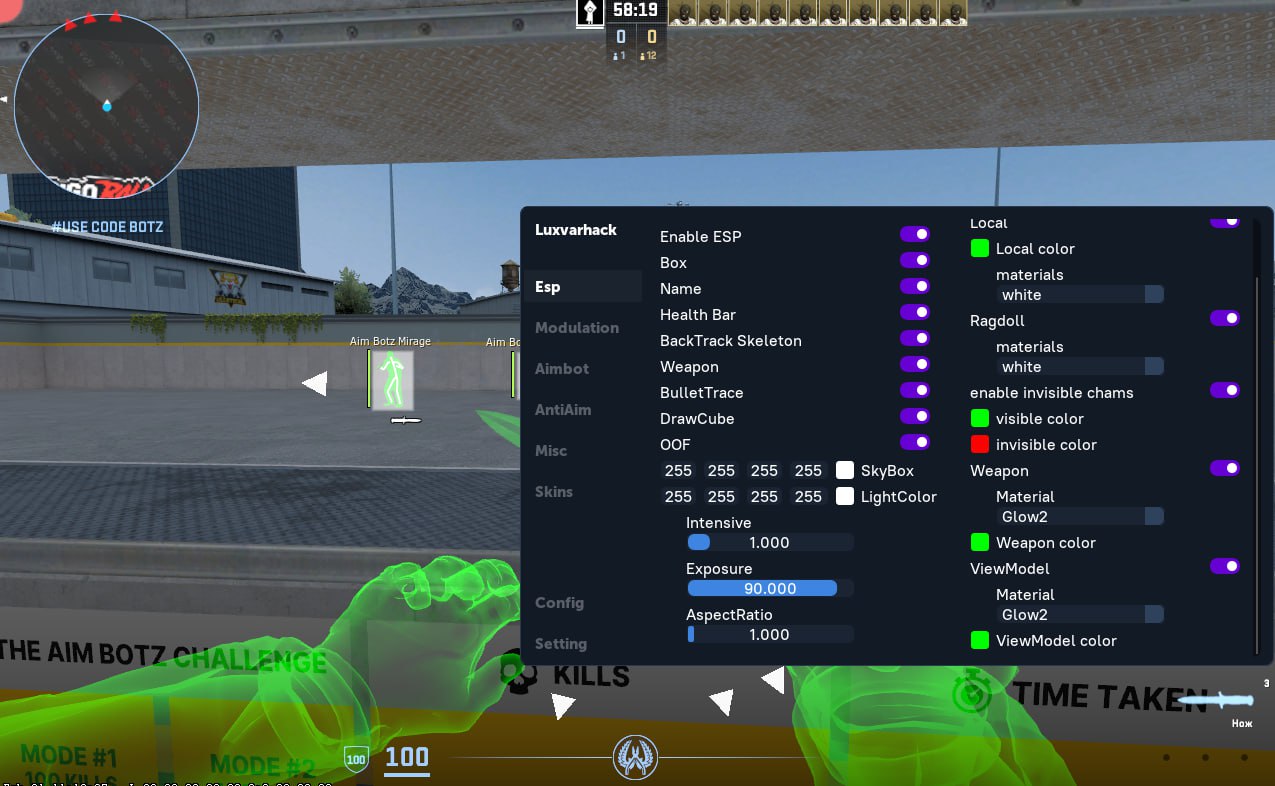 58:19
0 0
1 12
#USE CODE BOTZ
Aim Botz Mirage
Aim Bo
Luxvarhack
Esp
Modulation
Aimbot
AntiAim
Misc
Skins
Config
Setting
Enable ESP
Box
Name
Health Bar
BackTrack Skeleton
Weapon
BulletTrace
DrawCube
OOF
255 255 255 255 SkyBox
255 255 255 255 LightColor
Intensive
1.000
Exposure
90.000
AspectRatio
1.000
Local
Local color
materials
white
Ragdoll
materials
white
enable invisible chams
visible color
invisible color
Weapon
Material
Glow2
Weapon color
ViewModel
Material
Glow2
ViewModel color
THE AIM BOTZ CHALLENGE
KILLS
TIME TAKEN
3
Нож
MODE #1
100 KILLS
MODE #2
100
100